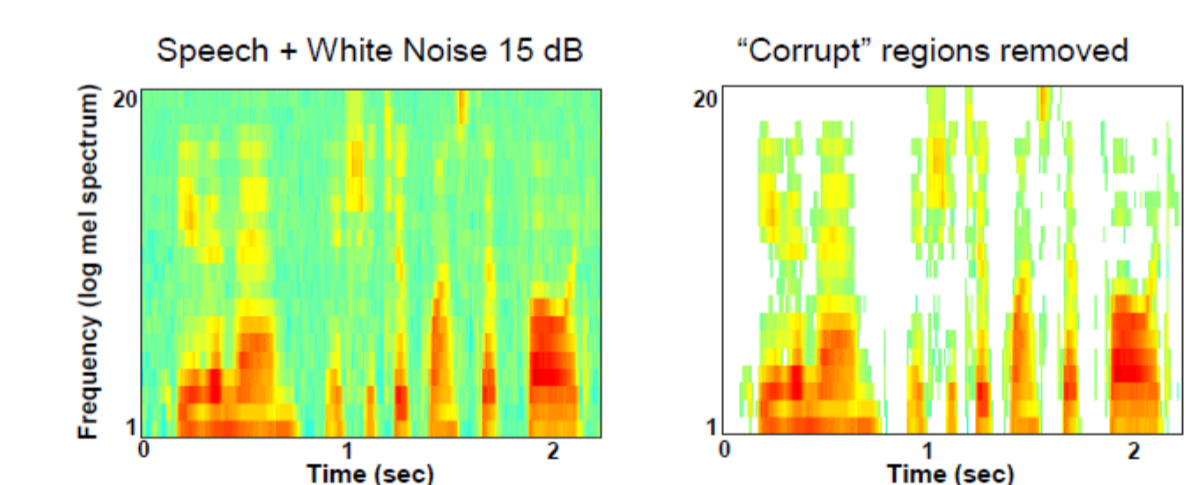 Speech + White Noise 15 dB
“Corrupt” regions removed
Frequency (log mel spectrum)
20
1
0
1
2
Time (sec)
20
1
0
1
2
Time (sec)